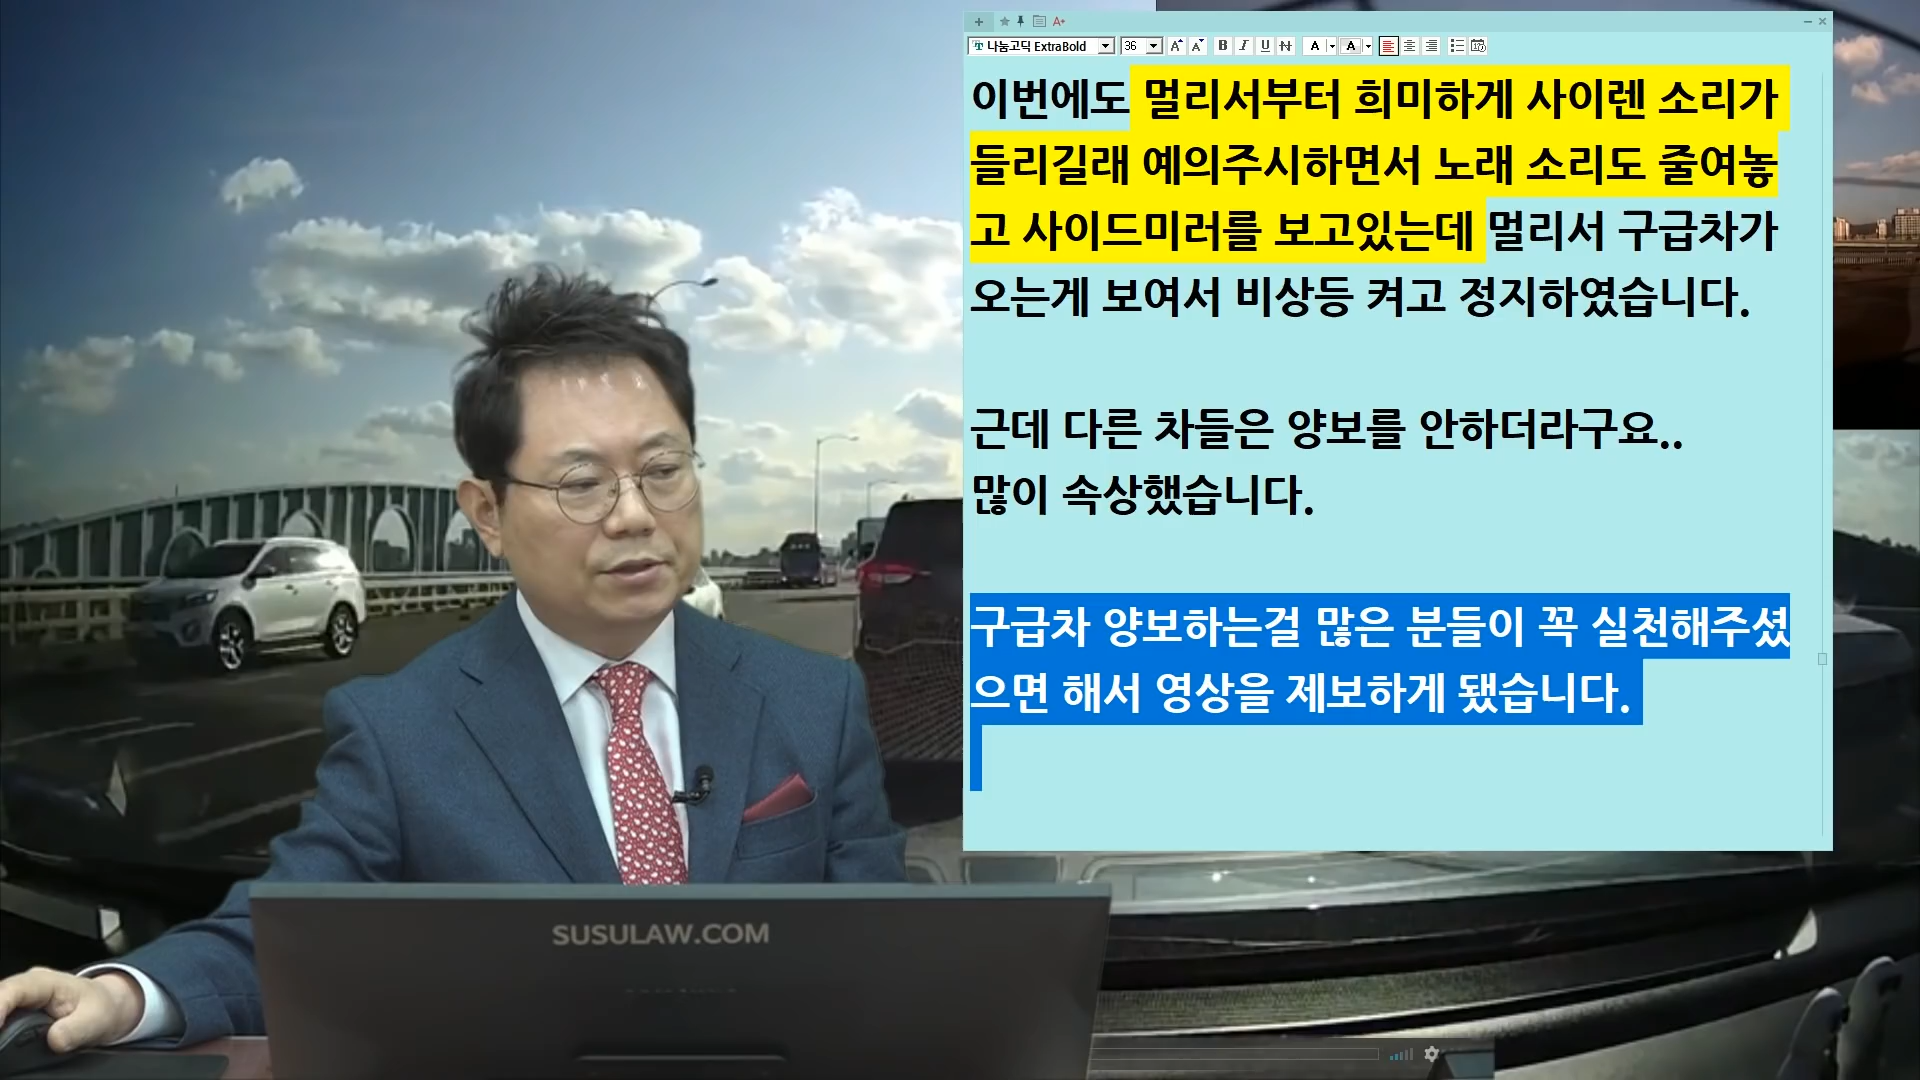 나눔고딕 ExtraBold
36
이번에도 멀리서부터 희미하게 사이렌 소리가
들리길래 예의주시하면서 노래 소리도 줄여놓
고 사이드미러를 보고있는데 멀리서 구급차가
오는게 보여서 비상등 켜고 정지하였습니다.
근데 다른 차들은 양보를 안하더라구요..
많이 속상했습니다.
구급차 양보하는걸 많은 분들이 꼭 실천해주셨
으면 해서 영상을 제보하게 됐습니다.
SUSULAW.COM